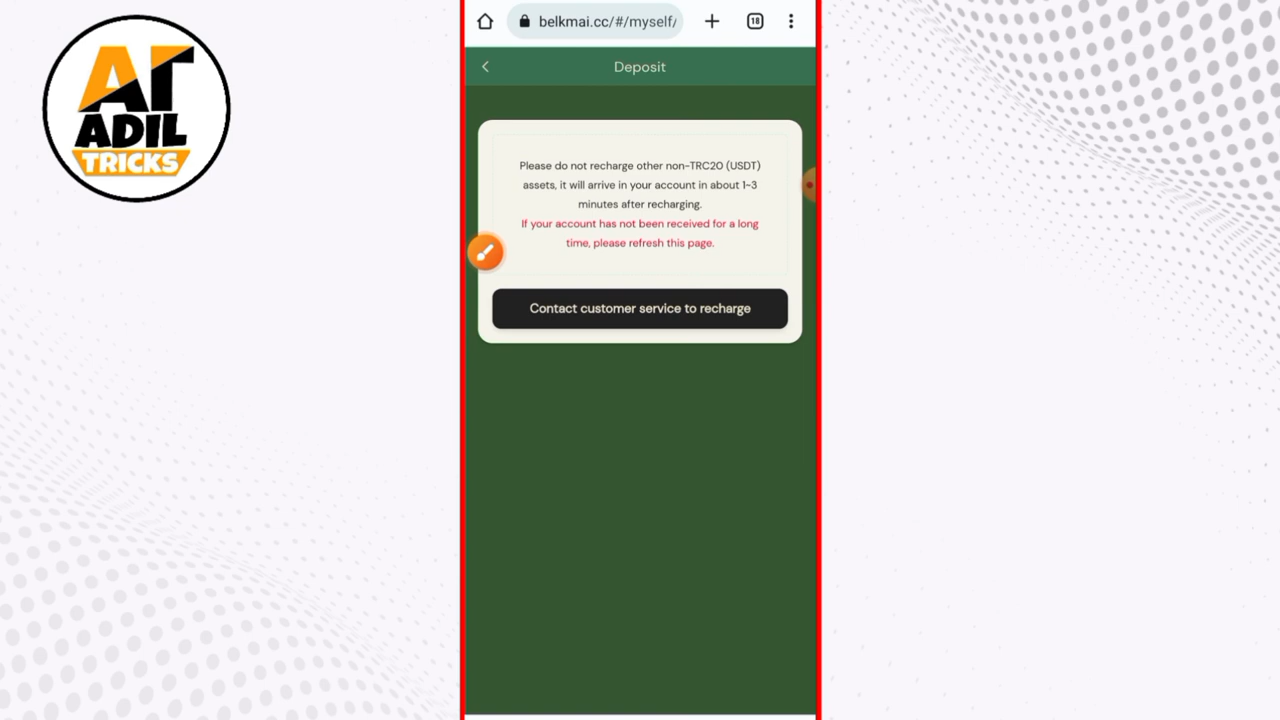 AT
ADIL
TRICKS
belkmai.cc/#/myself/
18
Deposit
Please do not recharge other non-TRC20 (USDT)
assets, it will arrive in your account in about 1-3
minutes after recharging.
If your account has not been received for a long
time, please refresh this page.
Contact customer service to recharge